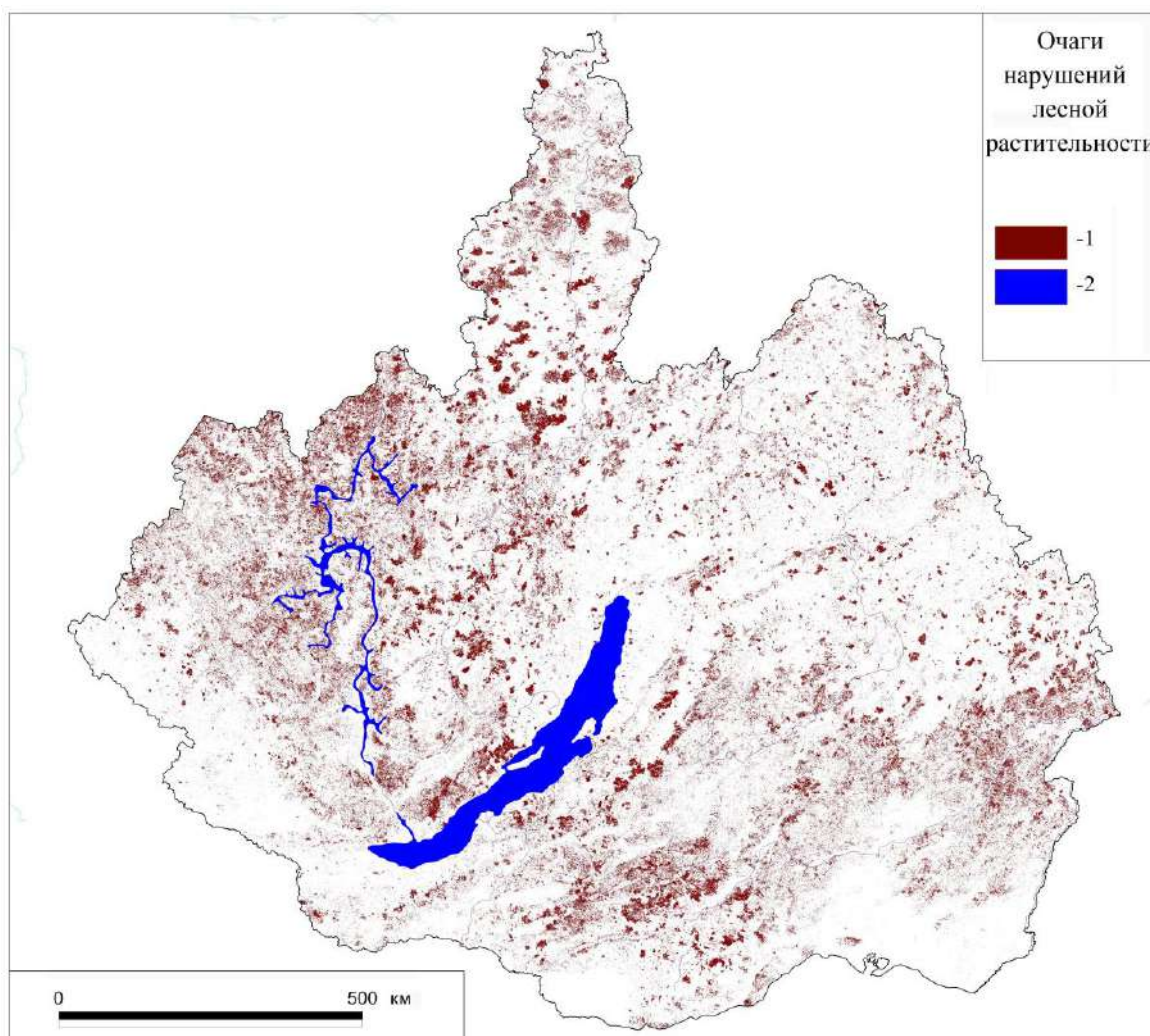 Очаги
нарушений
лесной
растительности
-1
-2
0 500 км